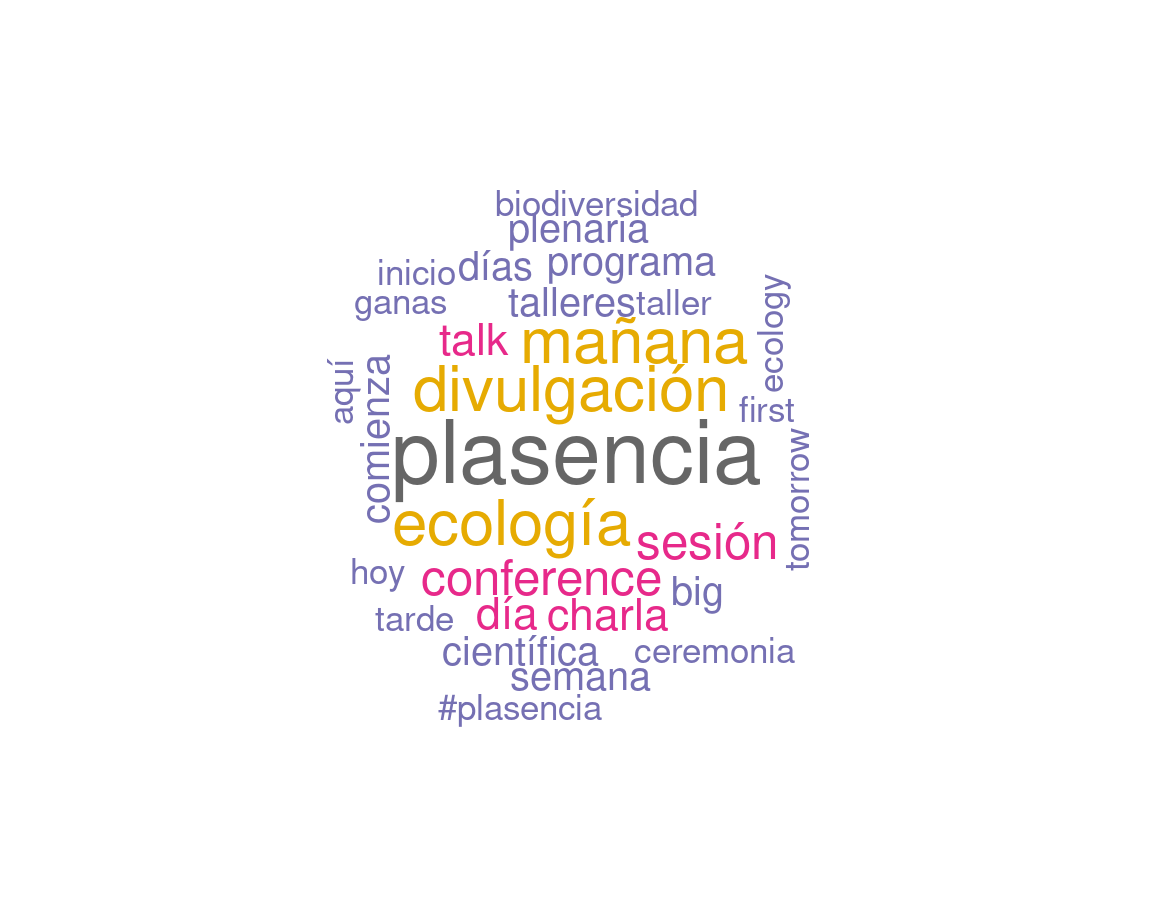 biodiversidad
plenaria
inicio días programa
ganas talleres taller
ecology
talk mañana
aquí
comienza
divulgación
first
plasencia
tomorrow
ecología
sesión
hoy conference big
tarde día charla
científica ceremonia
semana
#plasencia